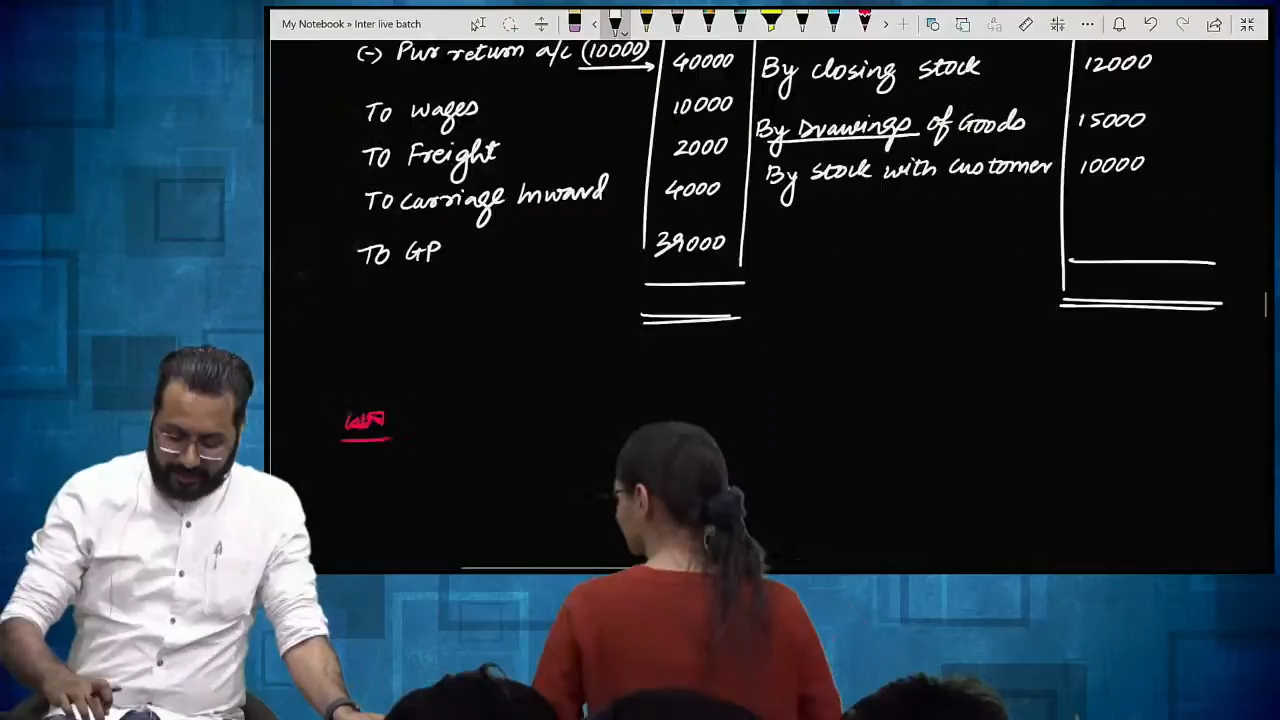 My Notebook » Inter live batch
(-) Pur return a/c (10000) 40000
To wages 10000
To Freight 2000
To Carriage Inward 4000
To GP 39000
By closing stock 12000
By Drawings of Goods 15000
By Stock with customer 10000